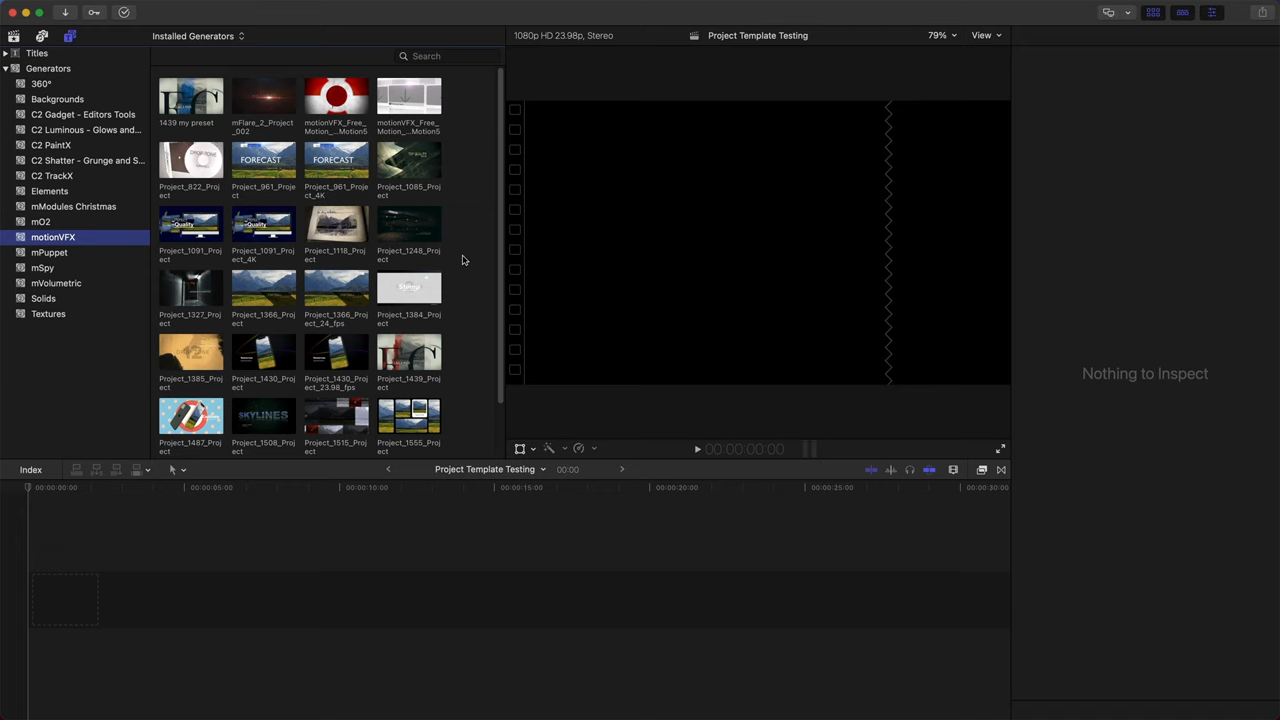 Installed Generators
1080p HD 23.98p, Stereo
Project Template Testing
79%
View
Titles
Generators
360°
Backgrounds
C2 Gadget - Editors Tools
C2 Luminous - Glows and...
C2 PaintX
C2 Shatter - Grunge and S...
C2 TrackX
Elements
mModules Christmas
mO2
motionVFX
mPuppet
mSpy
mVolumetric
Solids
Textures
Search
1439 my preset
mFlare_2_Project
_002
motionVFX_Free_
Motion_...Motion5
motionVFX_Free_
Motion_...Motion5
FORECAST
FORECAST
Project_822_Proj
ect
Project_961_Proje
ct
Project_961_Proje
ct_4K
Project_1085_Proj
ect
Quality
Quality
Project_1091_Proj
ect
Project_1091_Proj
ect_4K
Project_1118_Proj
ect
Project_1248_Proj
ect
Project_1327_Proj
ect
Project_1366_Proj
ect
Project_1366_Proj
ect_24_fps
Project_1384_Proj
ect
Project_1385_Proj
ect
Project_1430_Proj
ect
Project_1430_Proj
ect_23.98_fps
Project_1439_Proj
ect
SKYLINES
Project_1487_Proj
ect
Project_1508_Proj
ect
Project_1515_Proj
ect
Project_1555_Proj
ect
Nothing to Inspect
00:00:00:00
Index
Project Template Testing
00:00
00:00:00:00
00:00:05:00
00:00:10:00
00:00:15:00
00:00:20:00
00:00:25:00
00:00:30:00